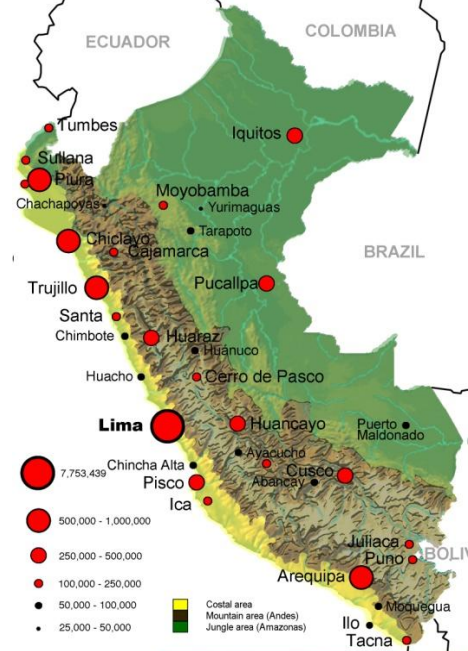 ECUADOR
COLOMBIA
Tumbes
Iquitos
Sullana
Piura
Moyobamba
Chachapoyas
Yurimaguas
Tarapoto
Chiclayo
Cajamarca
BRAZIL
Trujillo
Pucallpa
Santa
Chimbote
Huaraz
Huánuco
Huacho
Cerro de Pasco
Lima
Huancayo
Puerto
Maldonado
Ayacucho
Chincha Alta
Cusco
Abancay
7,753,439
Pisco
Ica
500,000 - 1,000,000
Juliaca
250,000 - 500,000
Puno
BOLIV
Arequipa
100,000 - 250,000
50,000 - 100,000
Costal area
Moquegua
Mountain area (Andes)
Ilo
25,000 - 50,000
Jungle area (Amazonas)
Tacna